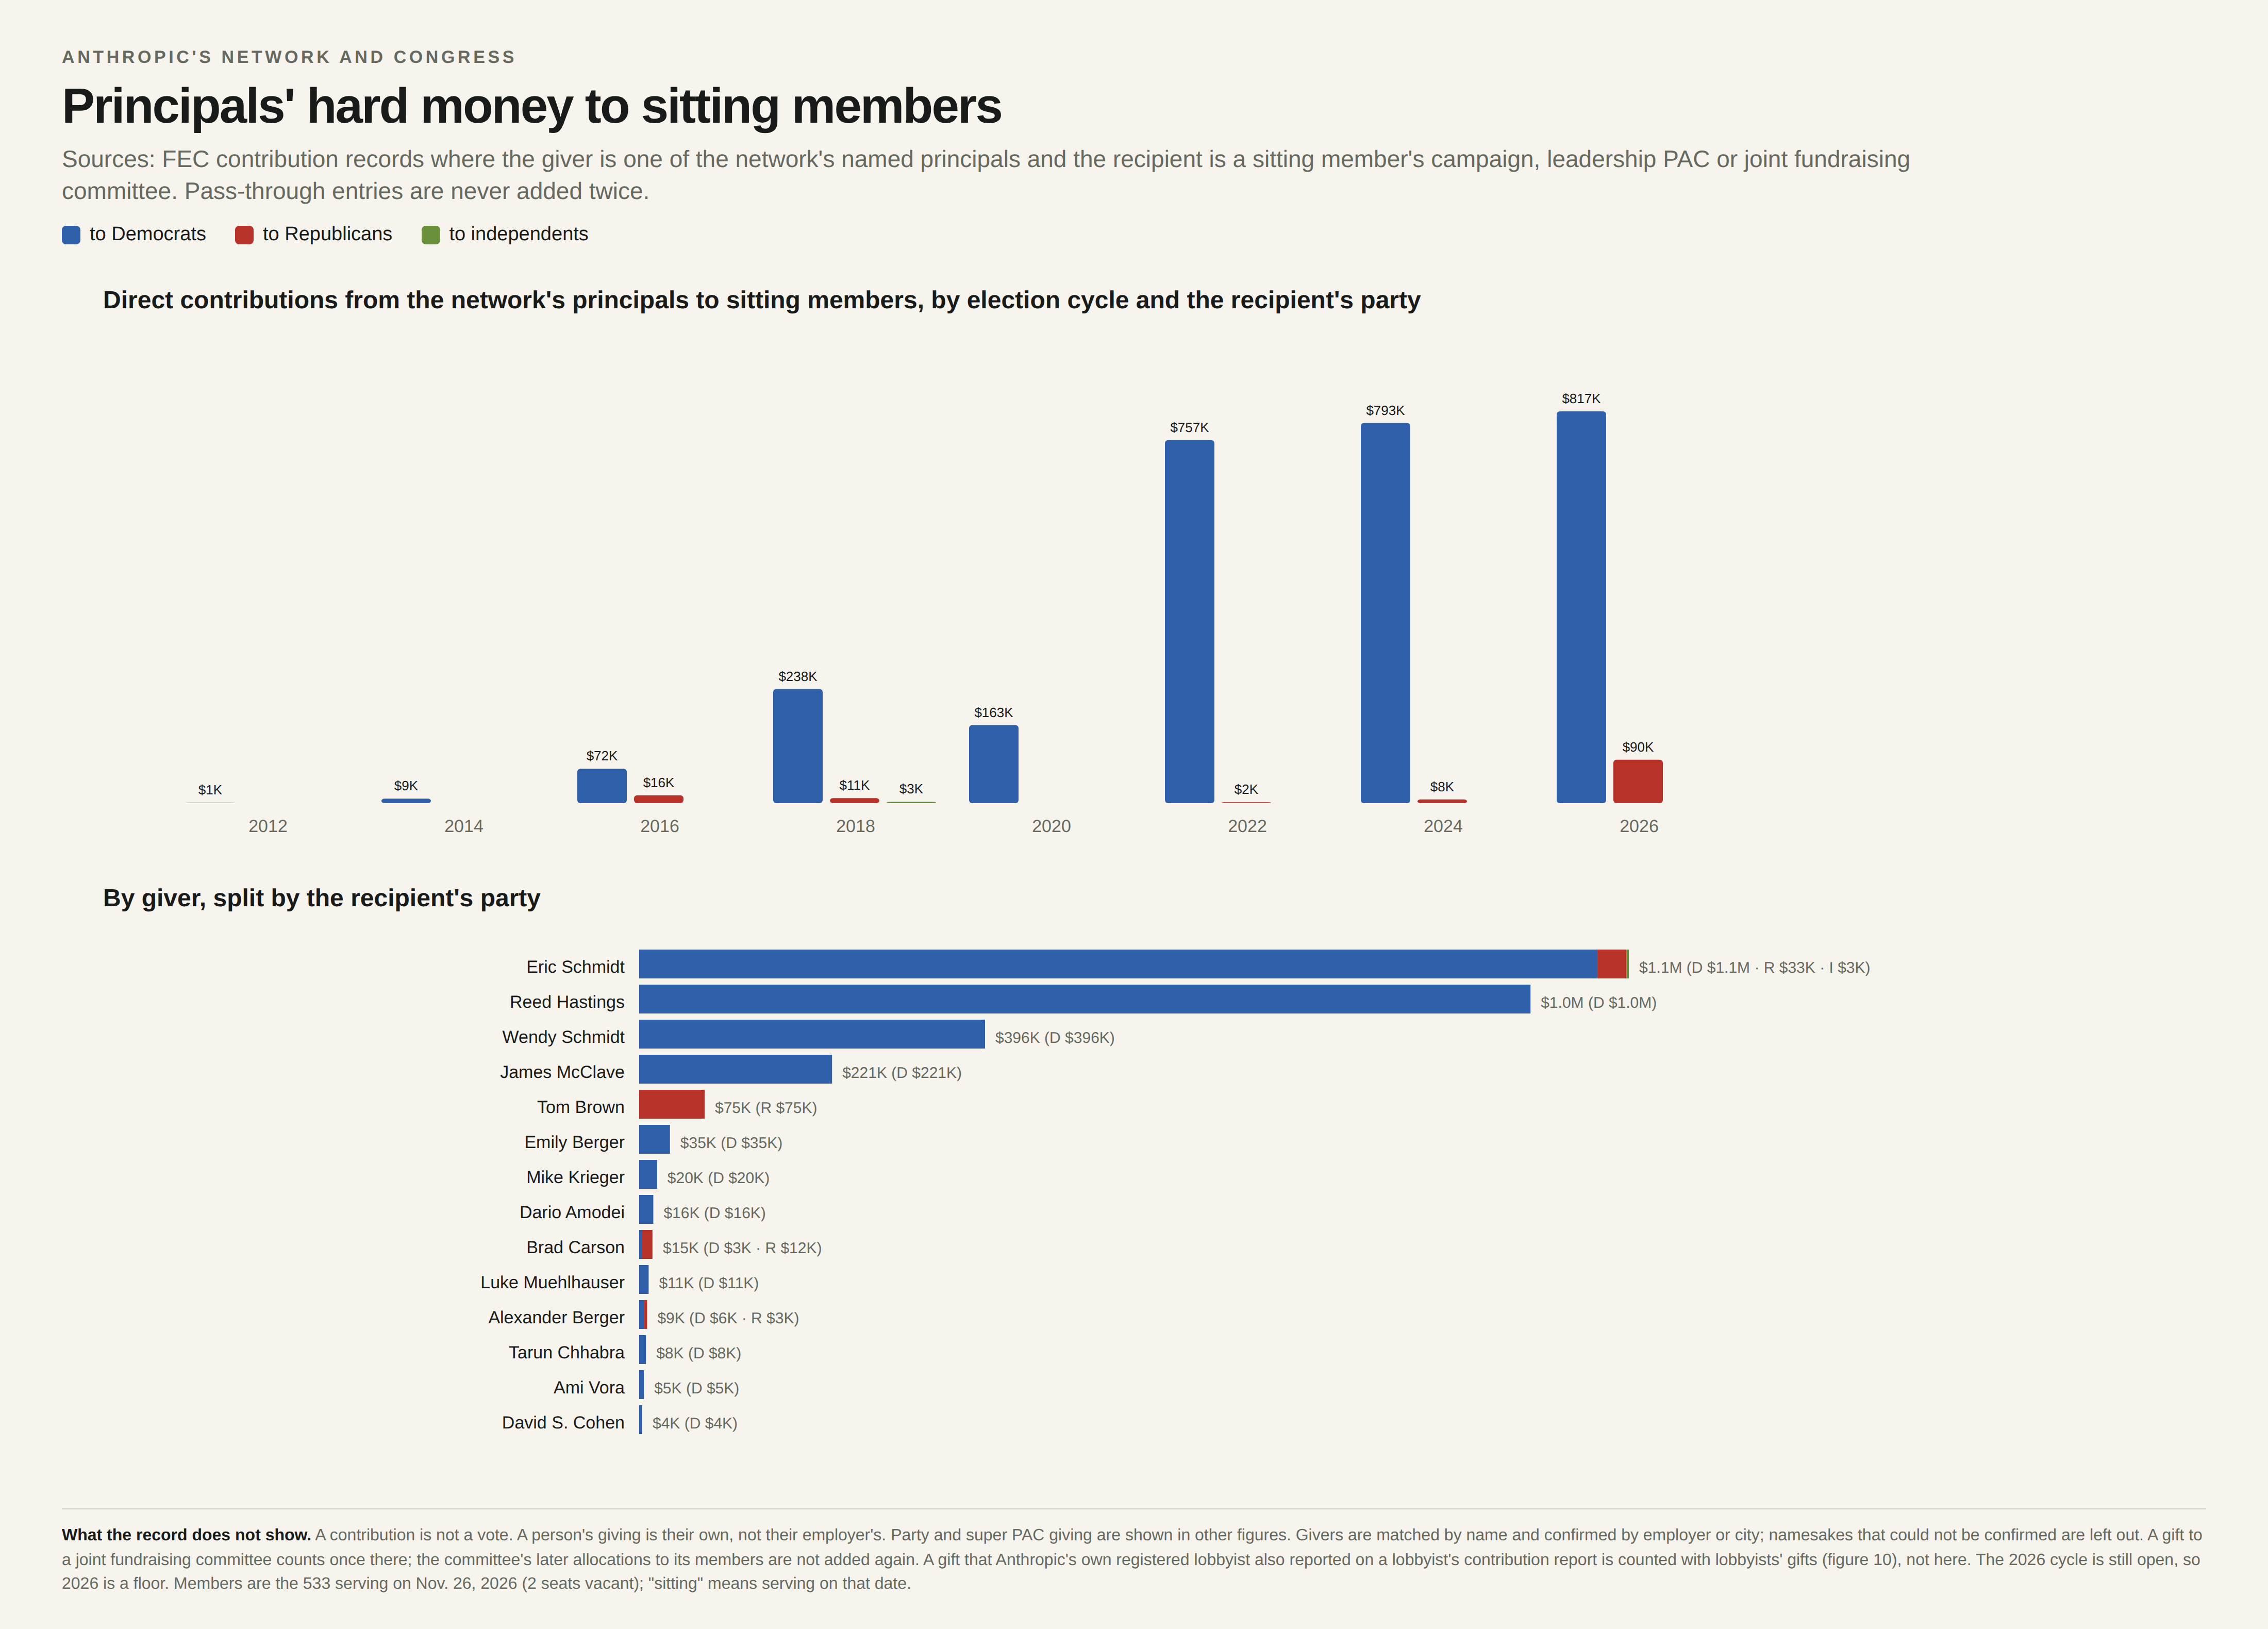 ANTHROPIC'S NETWORK AND CONGRESS
Principals' hard money to sitting members
Sources: FEC contribution records where the giver is one of the network's named principals and the recipient is a sitting member's campaign, leadership PAC or joint fundraising
committee. Pass-through entries are never added twice.
to Democrats to Republicans to independents
Direct contributions from the network's principals to sitting members, by election cycle and the recipient's party
$1K
$9K
$72K
$16K
$238K
$11K
$3K
$163K
$757K
$2K
$793K
$8K
$817K
$90K
2012 2014 2016 2018 2020 2022 2024 2026
By giver, split by the recipient's party
Eric Schmidt $1.1M (D $1.1M · R $33K · I $3K)
Reed Hastings $1.0M (D $1.0M)
Wendy Schmidt $396K (D $396K)
James McClave $221K (D $221K)
Tom Brown $75K (R $75K)
Emily Berger $35K (D $35K)
Mike Krieger $20K (D $20K)
Dario Amodei $16K (D $16K)
Brad Carson $15K (D $3K · R $12K)
Luke Muehlhauser $11K (D $11K)
Alexander Berger $9K (D $6K · R $3K)
Tarun Chhabra $8K (D $8K)
Ami Vora $5K (D $5K)
David S. Cohen $4K (D $4K)
What the record does not show. A contribution is not a vote. A person's giving is their own, not their employer's. Party and super PAC giving are shown in other figures. Givers are matched by name and confirmed by employer or city; namesakes that could not be confirmed are left out. A gift to
a joint fundraising committee counts once there; the committee's later allocations to its members are not added again. A gift that Anthropic's own registered lobbyist also reported on a lobbyist's contribution report is counted with lobbyists' gifts (figure 10), not here. The 2026 cycle is still open, so
2026 is a floor. Members are the 533 serving on Nov. 26, 2026 (2 seats vacant); "sitting" means serving on that date.